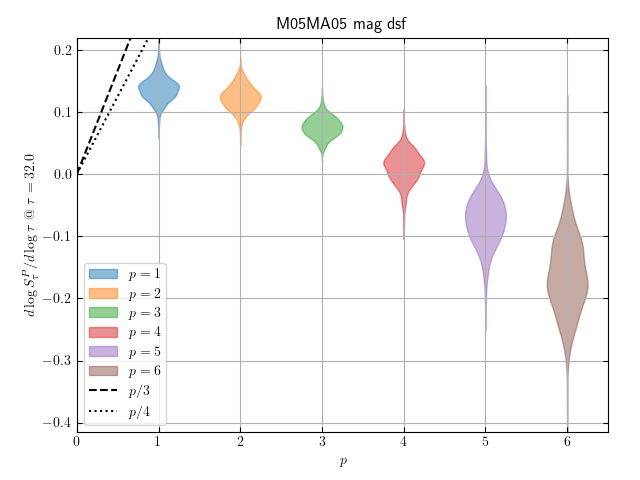 M05MA05 mag dsf
d log S_τ^P / d log τ @ τ = 32.0
0.2
0.1
0.0
−0.1
−0.2
−0.3
−0.4
p = 1
p = 2
p = 3
p = 4
p = 5
p = 6
p/3
p/4
0 1 2 3 4 5 6
p